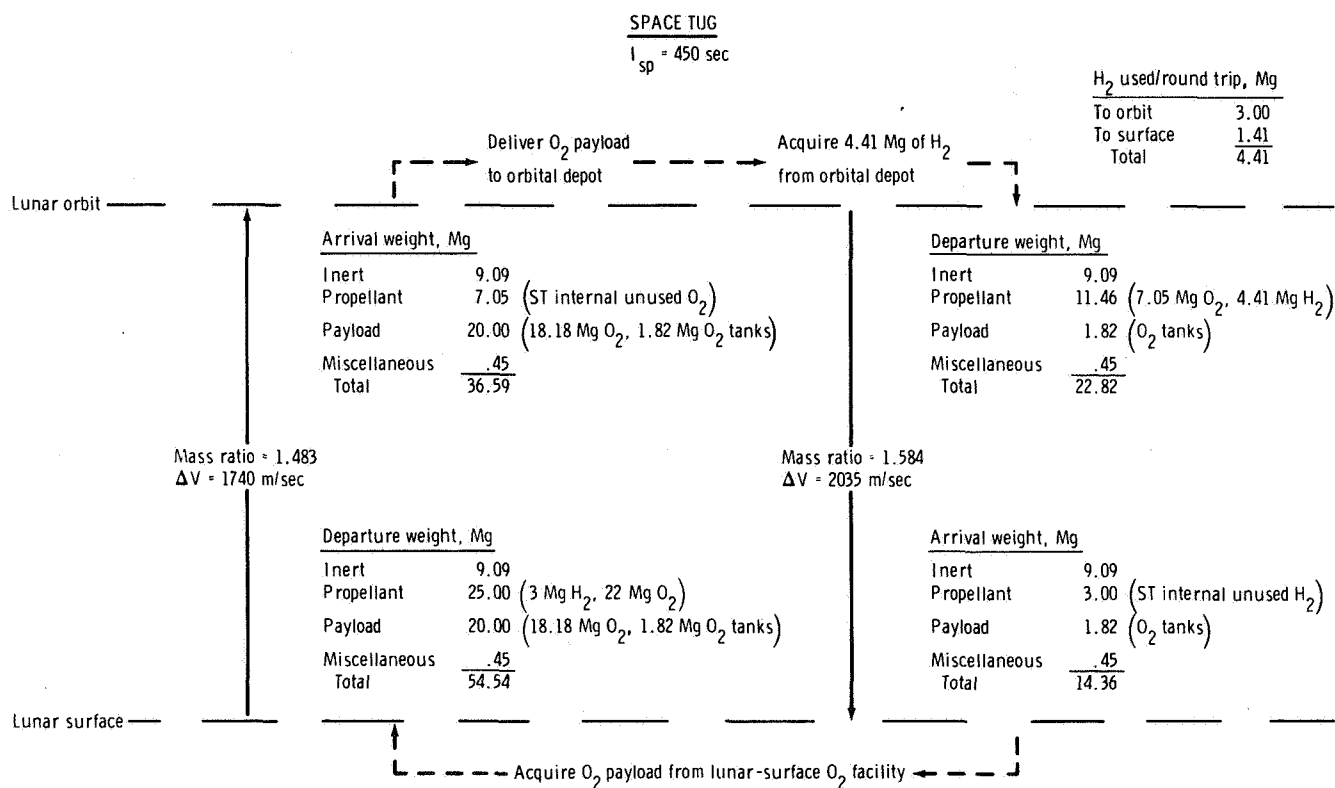 SPACE TUG
I_sp = 450 sec
H₂ used/round trip, Mg
To orbit 3.00
To surface 1.41
Total 4.41
Deliver O₂ payload
to orbital depot
Acquire 4.41 Mg of H₂
from orbital depot
Lunar orbit
Arrival weight, Mg
Inert 9.09
Propellant 7.05 (ST internal unused O₂)
Payload 20.00 (18.18 Mg O₂, 1.82 Mg O₂ tanks)
Miscellaneous .45
Total 36.59
Departure weight, Mg
Inert 9.09
Propellant 11.46 (7.05 Mg O₂, 4.41 Mg H₂)
Payload 1.82 (O₂ tanks)
Miscellaneous .45
Total 22.82
Mass ratio = 1.483
ΔV = 1740 m/sec
Mass ratio = 1.584
ΔV = 2035 m/sec
Departure weight, Mg
Inert 9.09
Propellant 25.00 (3 Mg H₂, 22 Mg O₂)
Payload 20.00 (18.18 Mg O₂, 1.82 Mg O₂ tanks)
Miscellaneous .45
Total 54.54
Arrival weight, Mg
Inert 9.09
Propellant 3.00 (ST internal unused H₂)
Payload 1.82 (O₂ tanks)
Miscellaneous .45
Total 14.36
Lunar surface
Acquire O₂ payload from lunar-surface O₂ facility